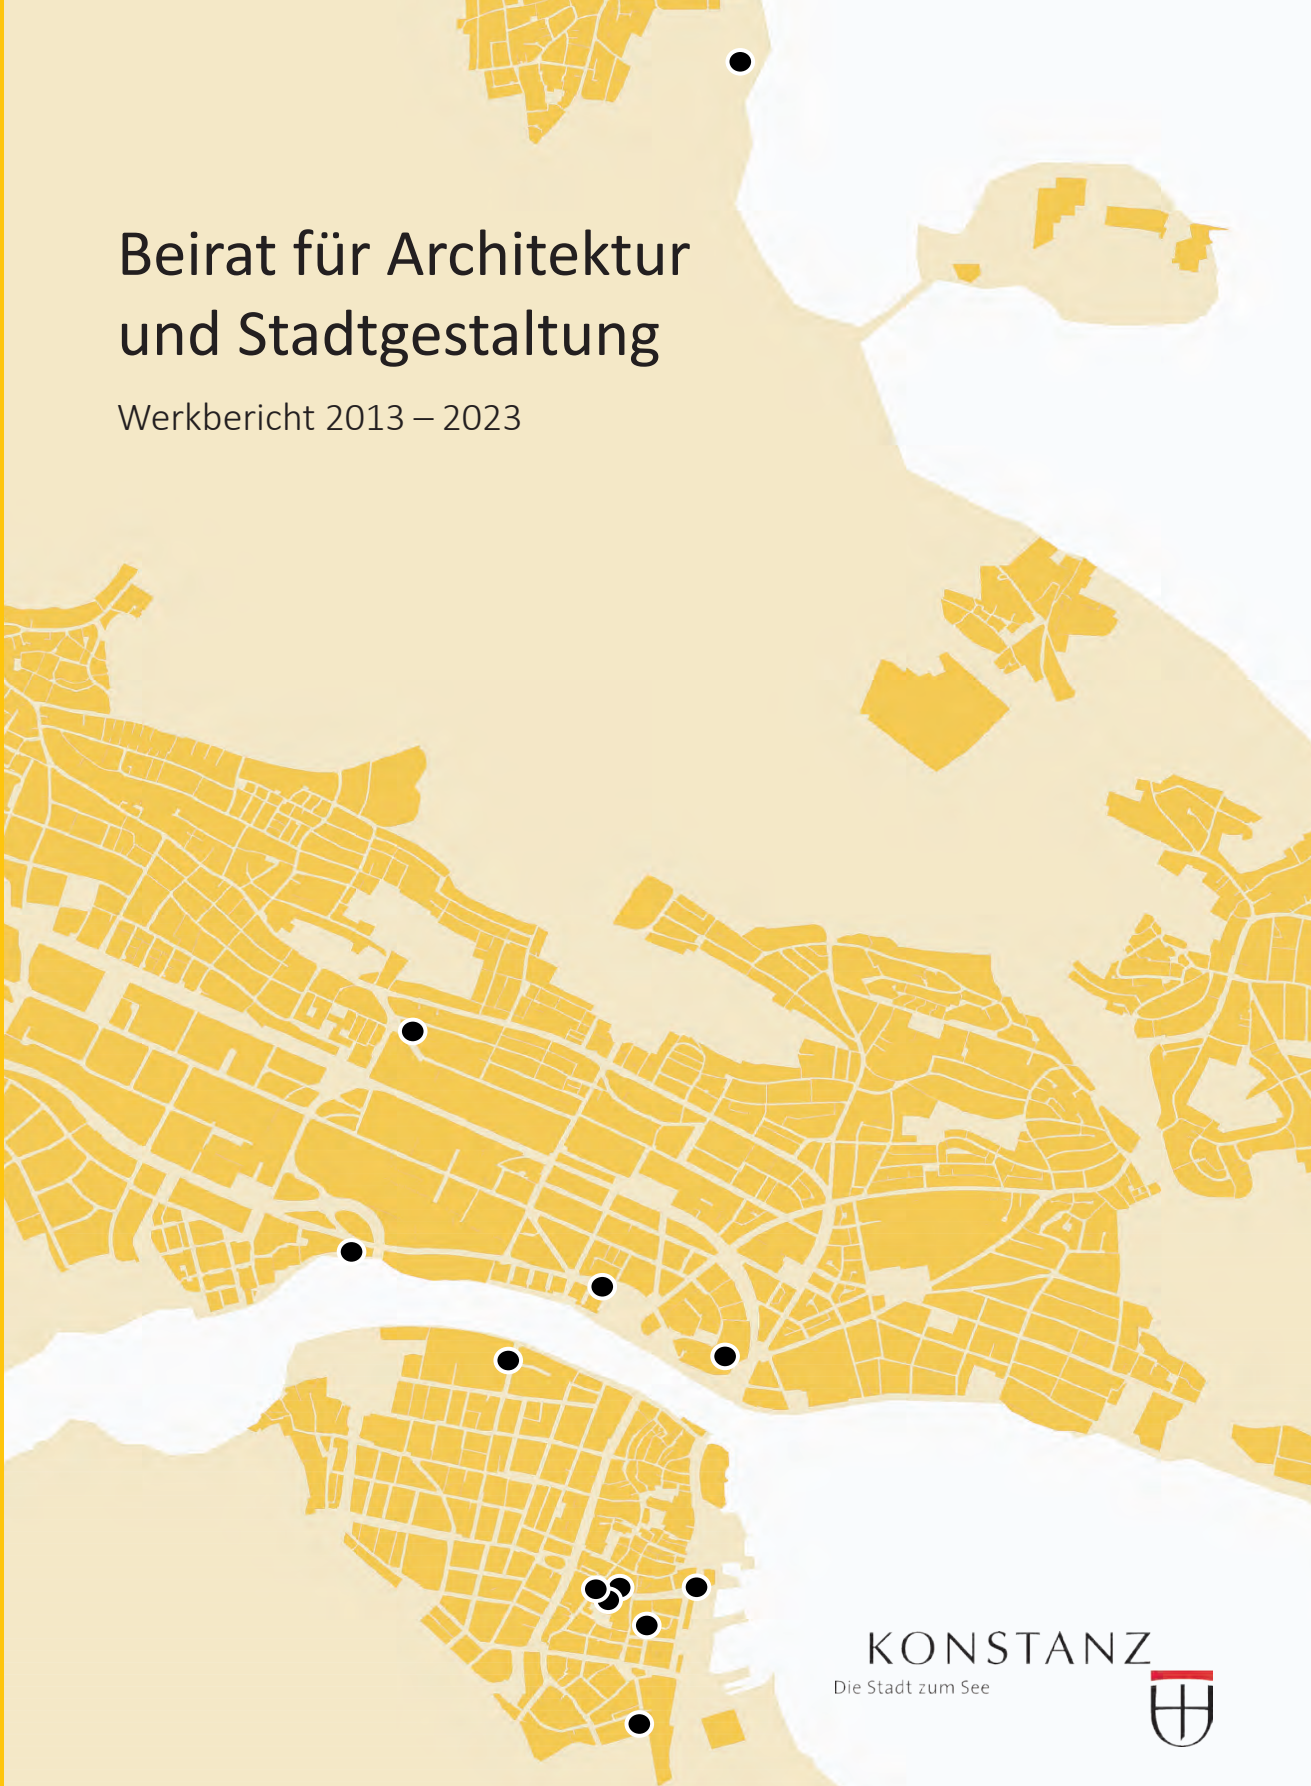 Beirat für Architektur
und Stadtgestaltung
Werkbericht 2013 – 2023
KONSTANZ
Die Stadt zum See